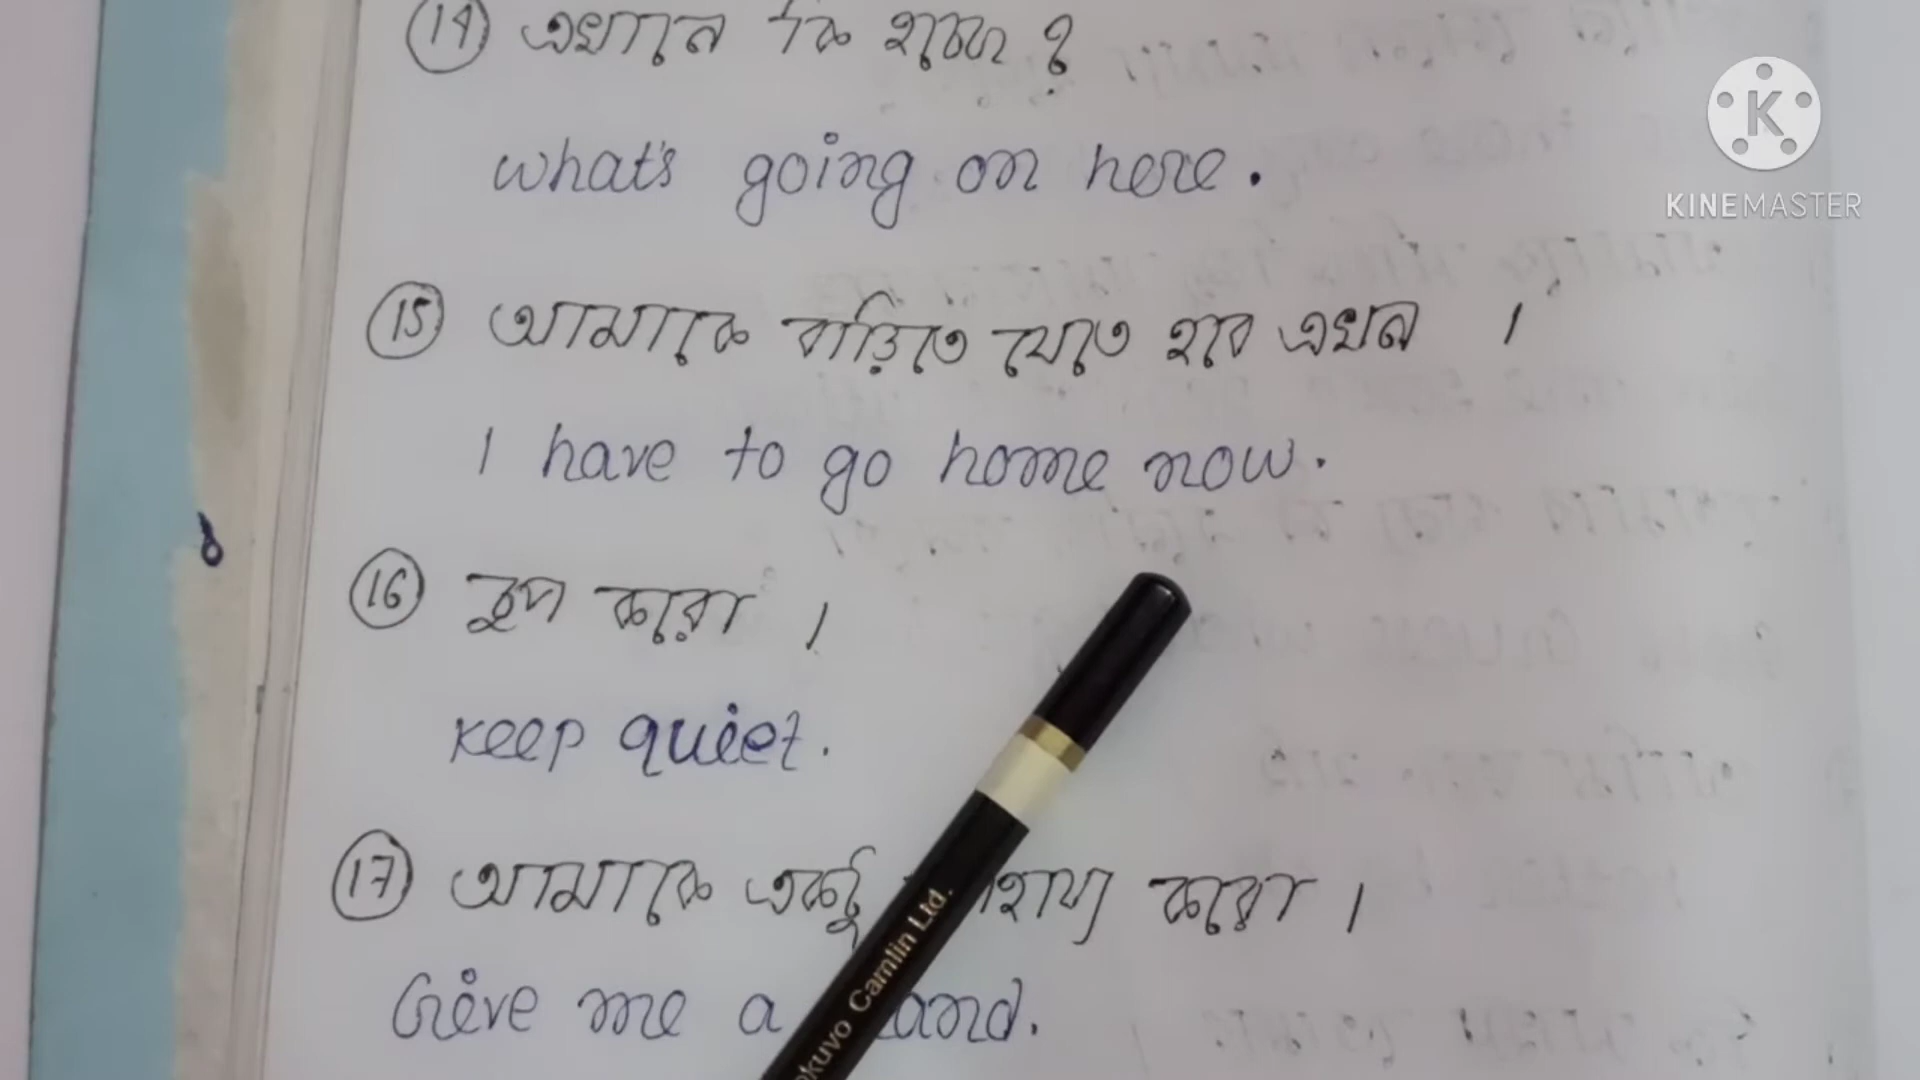 (14) এখানে কি হচ্ছে ?
what's going on here.
(15) আমাকে বাড়িতে যেতে হবে এখন ।
I have to go home now.
(16) চুপ করো ।
keep quiet.
(17) আমাকে একটু করো ।
Give me a
okuvo Camlin Ltd.
K
KINEMASTER